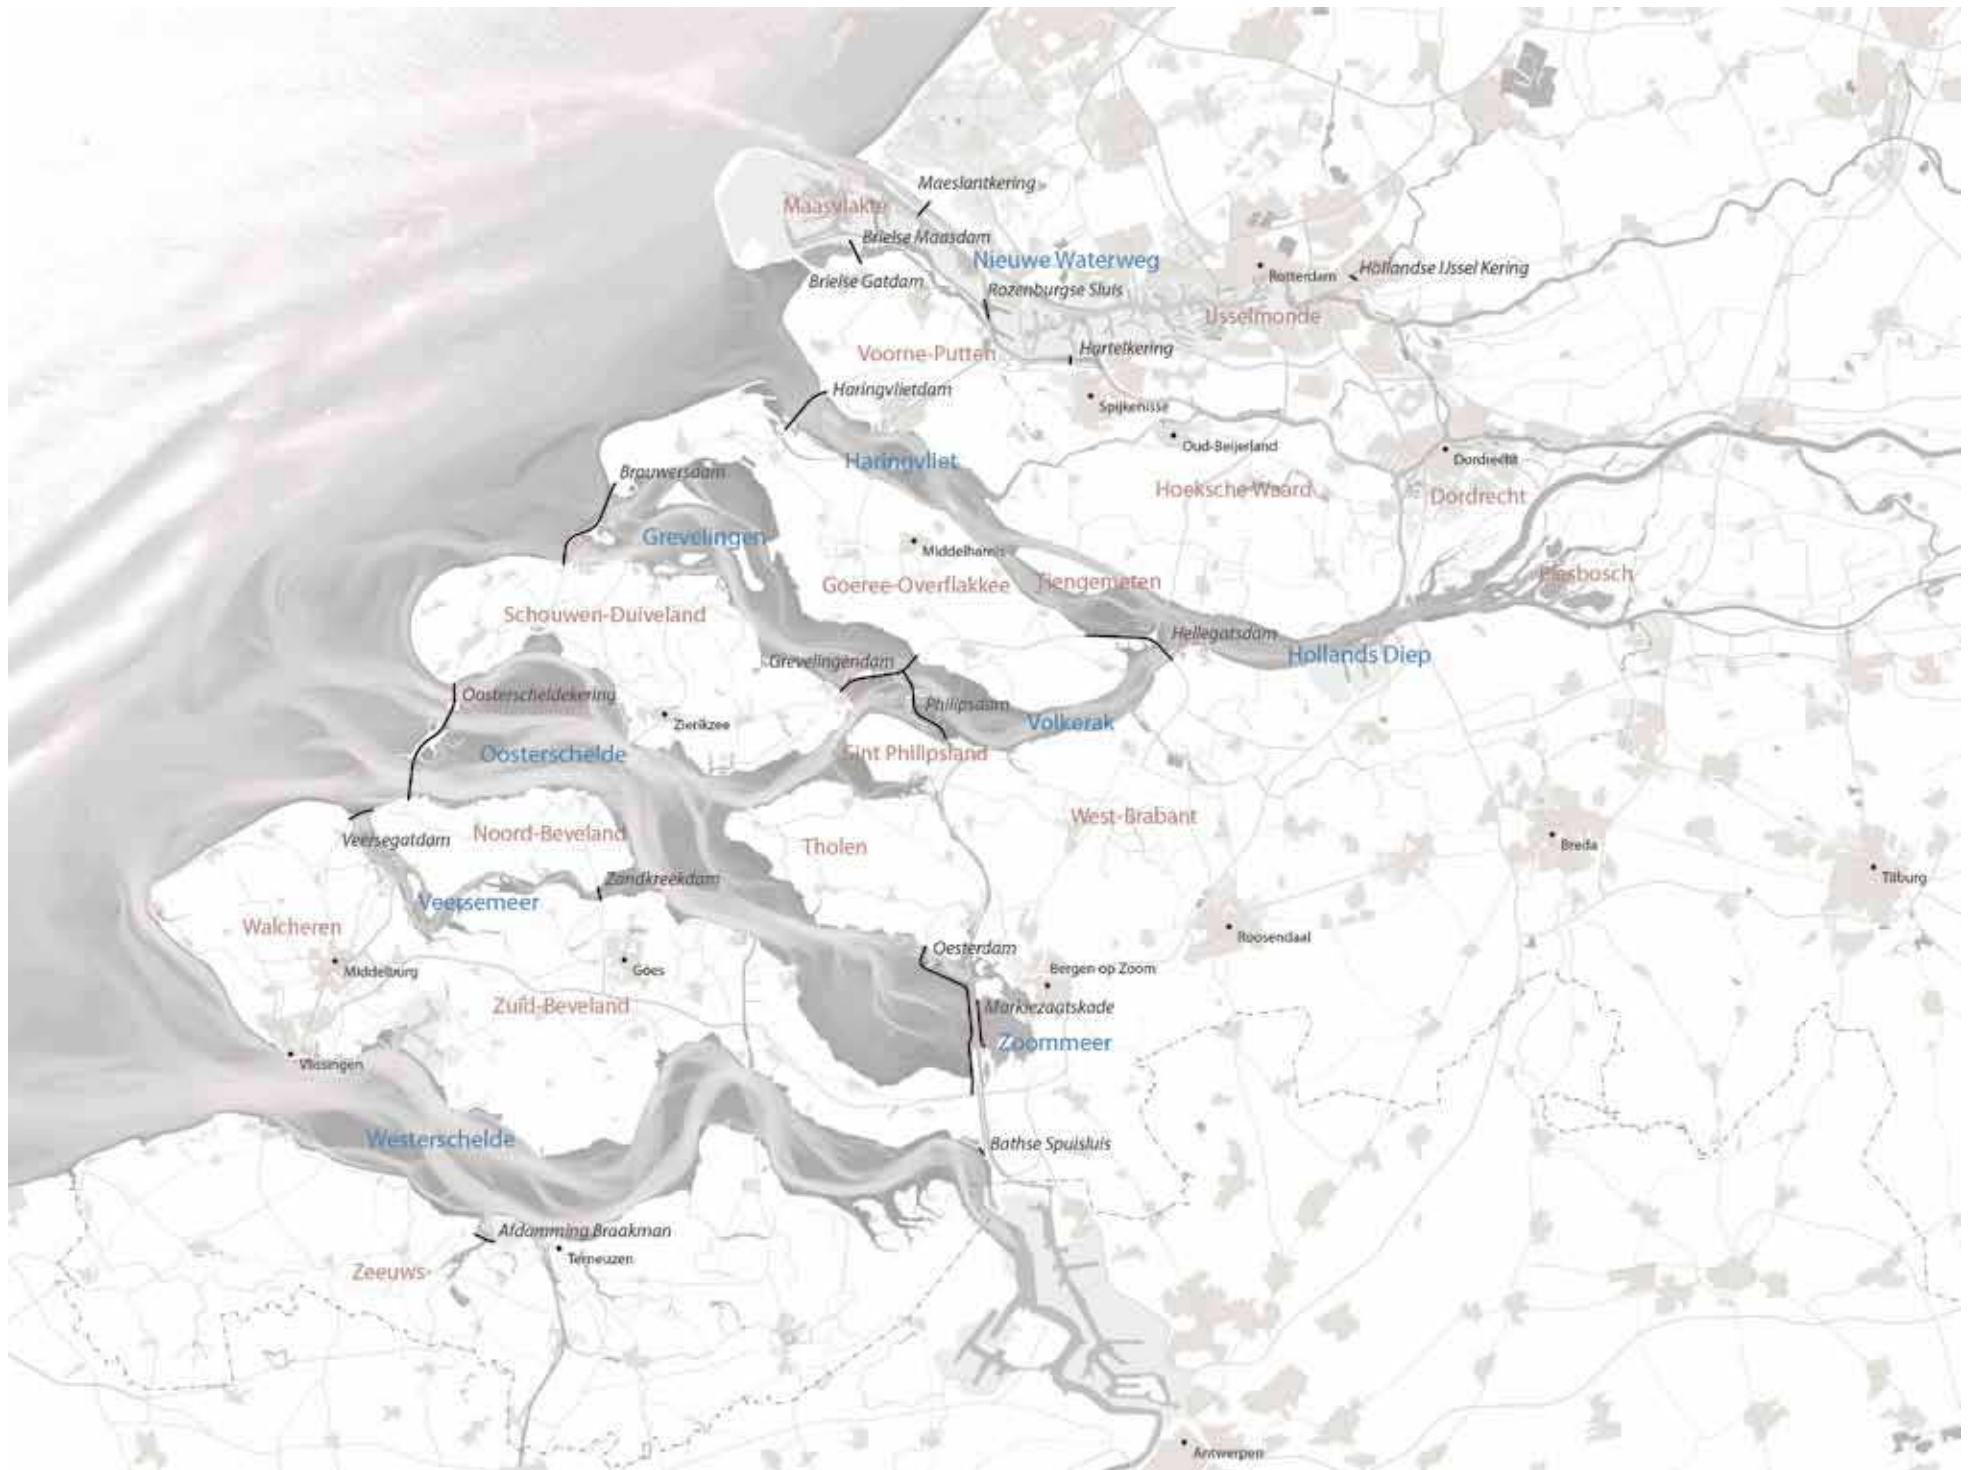 Maeslantkering
Maasvlakte
Brielse Maasdam
Nieuwe Waterweg
Hollandse IJssel Kering
Rotterdam
Brielse Gatdam
Rozenburgse Sluis
IJsselmonde
Voorne-Putten
Hartelkering
Haringvlietdam
Spijkenisse
Oud-Beijerland
Haringvliet
Dordrecht
Brouwersdam
Hoeksche Waard
Dordrecht
Grevelingen
Middelharnis
Goeree-Overflakkee
Tiengemeten
Biesbosch
Schouwen-Duiveland
Hellegatsdam
Hollands Diep
Grevelingendam
Oosterscheldekering
Philipsdam
Zierikzee
Volkerak
Oosterschelde
Sint Philipsland
West-Brabant
Noord-Beveland
Veersegatdam
Tholen
Breda
Zandkreekdam
Tilburg
Veersemeer
Walcheren
Roosendaal
Oesterdam
Middelburg
Goes
Bergen op Zoom
Zuid-Beveland
Markiezaatskade
Zoommeer
Vlissingen
Westerschelde
Bathse Spuisluis
Afdamming Braakman
Terneuzen
Zeeuws-
Antwerpen